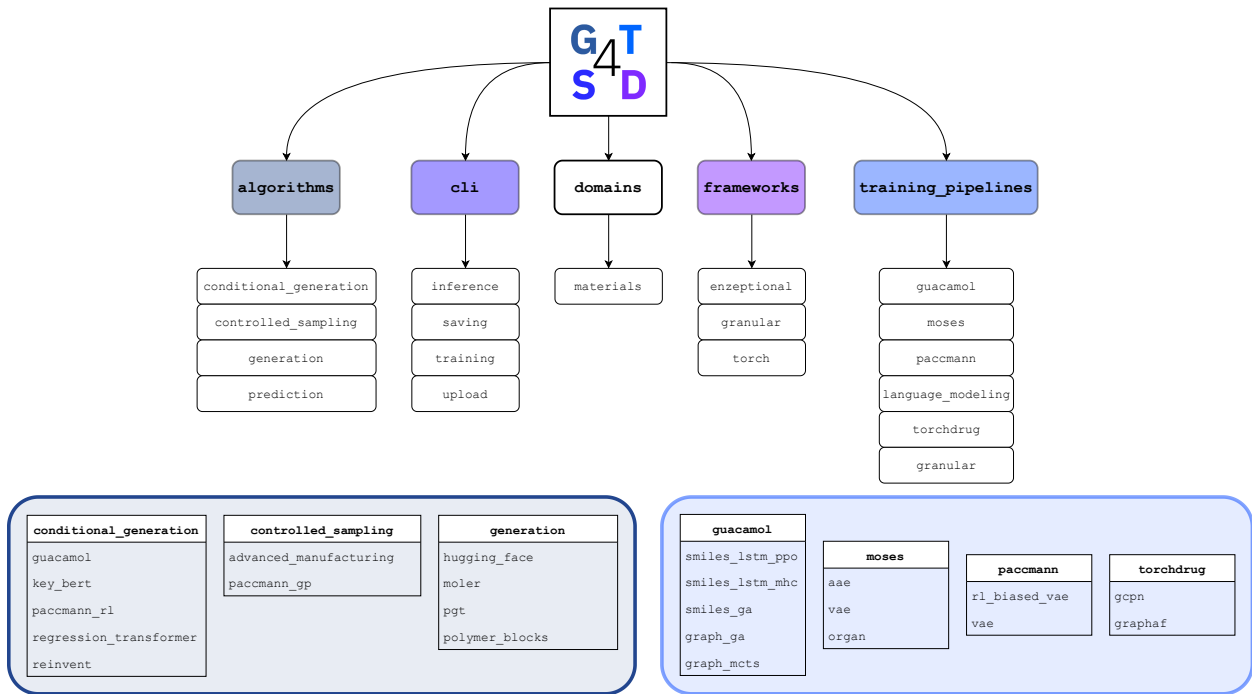 G4TSD
algorithms
cli
domains
frameworks
training_pipelines
conditional_generation
controlled_sampling
generation
prediction
inference
saving
training
upload
materials
enzeptional
granular
torch
guacamol
moses
paccmann
language_modeling
torchdrug
granular
conditional_generation
guacamol
key_bert
paccmann_rl
regression_transformer
reinvent
controlled_sampling
advanced_manufacturing
paccmann_gp
generation
hugging_face
moler
pgt
polymer_blocks
guacamol
smiles_lstm_ppo
smiles_lstm_mhc
smiles_ga
graph_ga
graph_mcts
moses
aae
vae
organ
paccmann
rl_biased_vae
vae
torchdrug
gcpn
graphaf